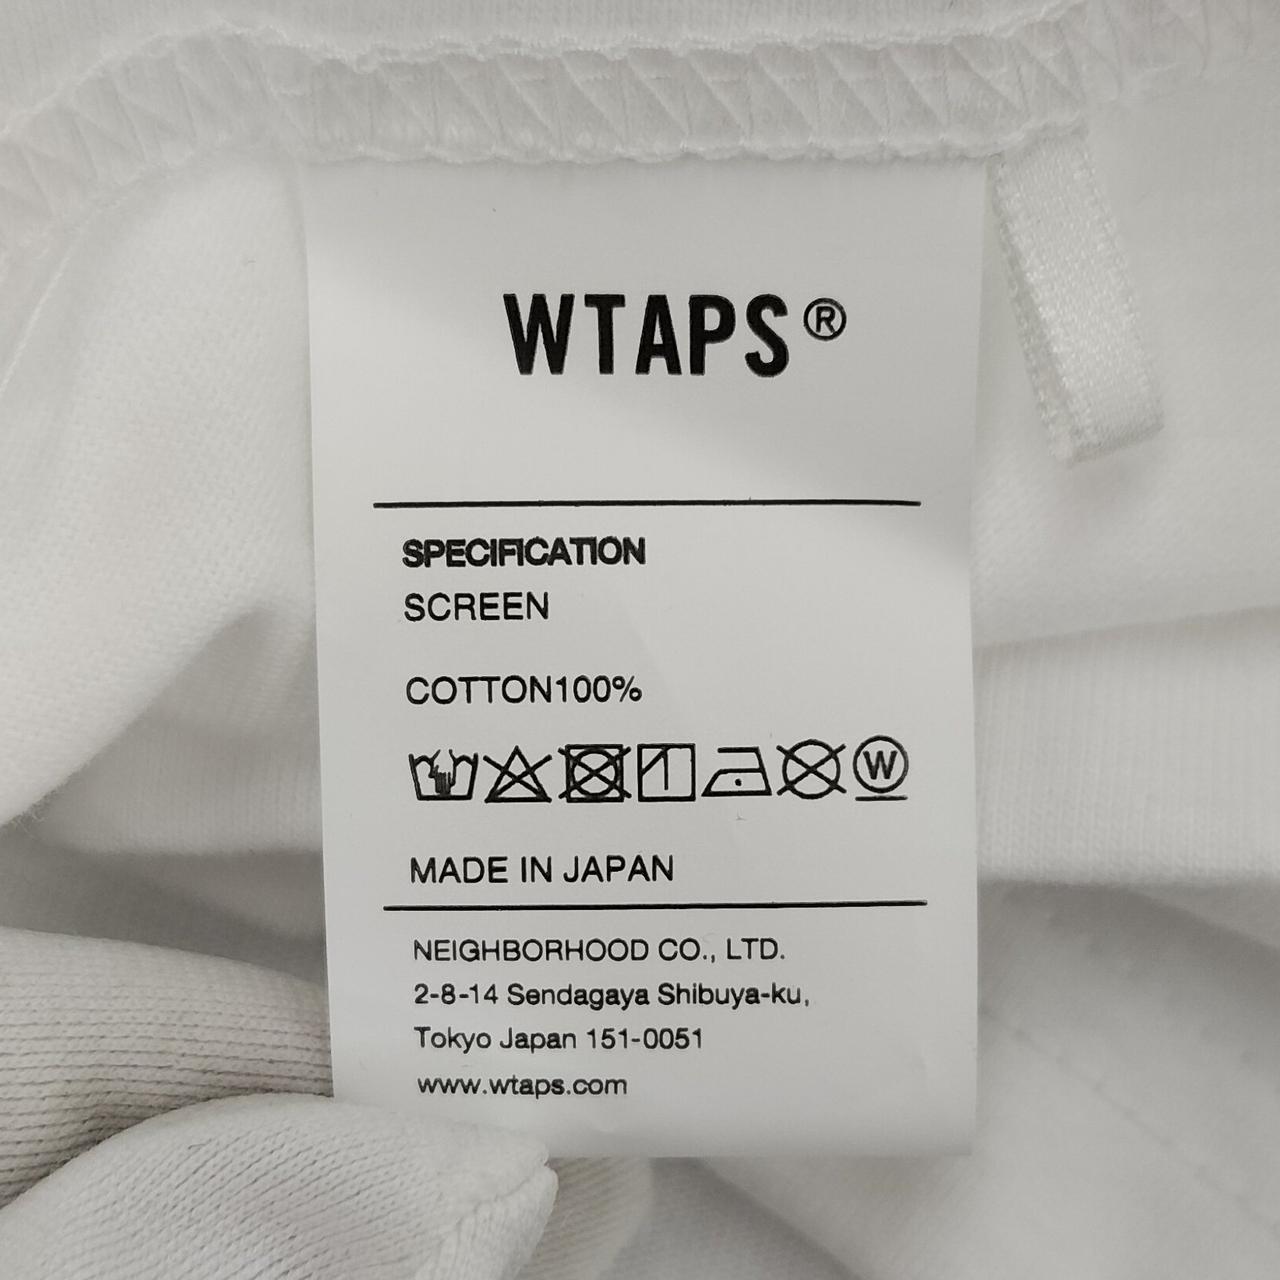 WTAPS®
SPECIFICATION
SCREEN
COTTON100%
W
MADE IN JAPAN
NEIGHBORHOOD CO., LTD.
2-8-14 Sendagaya Shibuya-ku,
Tokyo Japan 151-0051
www.wtaps.com